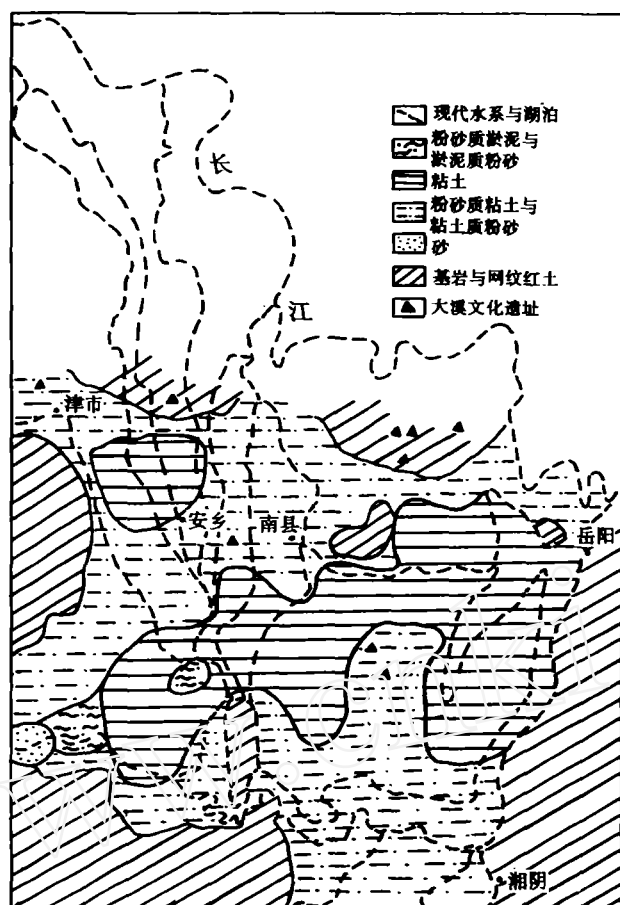 现代水系与湖泊
粉砂质淤泥与
淤泥质粉砂
粘土
粉砂质粘土与
粘土质粉砂
砂
基岩与网纹红土
大溪文化遗址
长
江
津市
安乡
南县
岳阳
湘阴